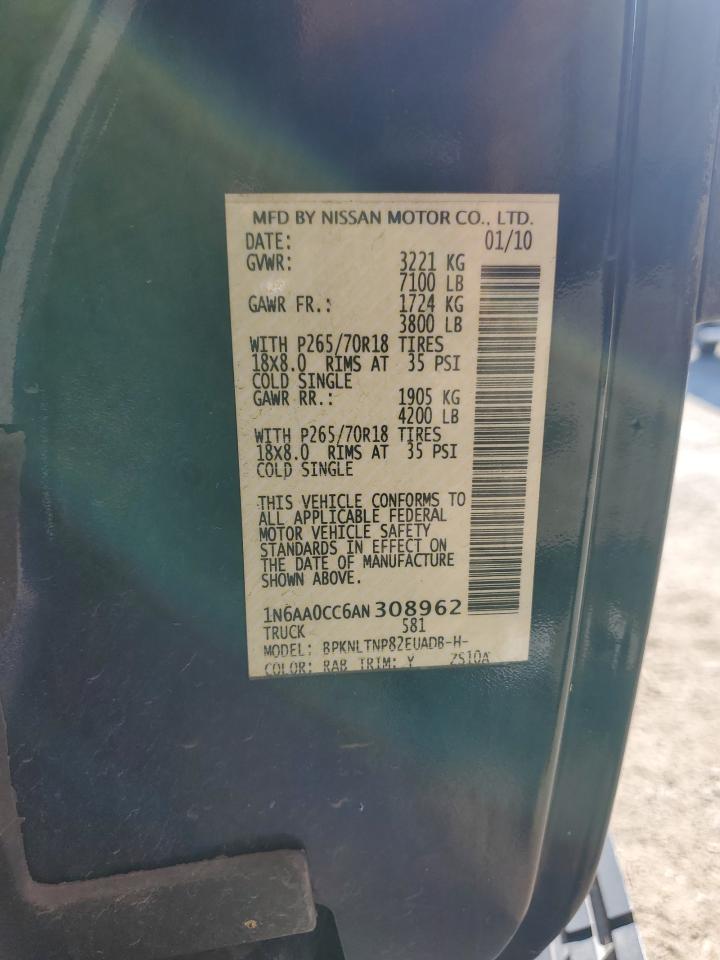 MFD BY NISSAN MOTOR CO., LTD.
DATE: 01/10
GVWR: 3221 KG
7100 LB
GAWR FR.: 1724 KG
3800 LB
WITH P265/70R18 TIRES
18X8.0 RIMS AT 35 PSI
COLD SINGLE
GAWR RR.: 1905 KG
4200 LB
WITH P265/70R18 TIRES
18X8.0 RIMS AT 35 PSI
COLD SINGLE
THIS VEHICLE CONFORMS TO
ALL APPLICABLE FEDERAL
MOTOR VEHICLE SAFETY
STANDARDS IN EFFECT ON
THE DATE OF MANUFACTURE
SHOWN ABOVE.
1N6AA0CC6AN308962
TRUCK 581
MODEL: BPKNLTNP82EUADB-H-
COLOR: RAB TRIM: Y ZS10A